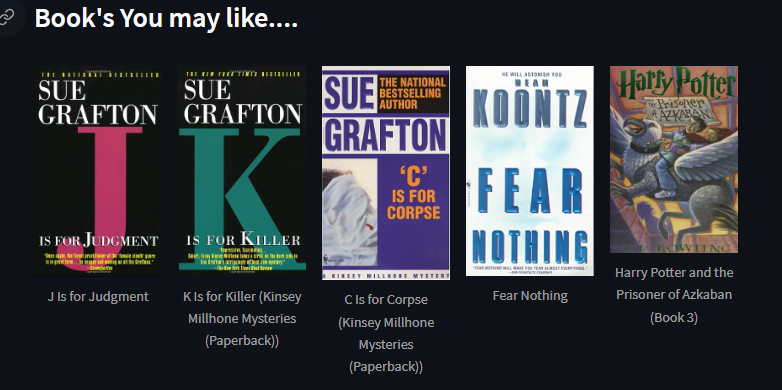 Book's You may like....
THE NATIONAL BESTSELLER
SUE
GRAFTON
J
IS FOR JUDGMENT
THE NEW YORK TIMES BESTSELLER
SUE
GRAFTON
K
IS FOR KILLER
SUE
THE NATIONAL
BESTSELLING
AUTHOR
GRAFTON
'C'
IS FOR
CORPSE
A KINSEY MILLHONE MYSTERY
HE WILL ASTONISH YOU
DEAN
KOONTZ
FEAR
NOTHING
Harry Potter
and the
Prisoner of
AZKABAN
J.K. ROWLING
J Is for Judgment
K Is for Killer (Kinsey
Millhone Mysteries
(Paperback))
C Is for Corpse
(Kinsey Millhone
Mysteries
(Paperback))
Fear Nothing
Harry Potter and the
Prisoner of Azkaban
(Book 3)